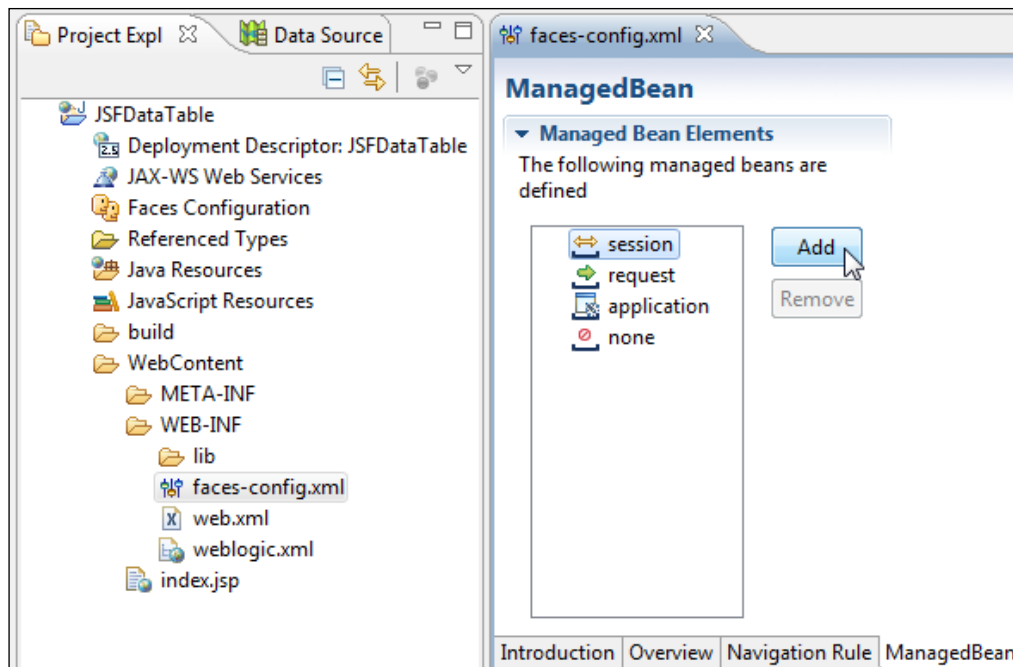 Project Expl
Data Source
JSFDataTable
2.5 Deployment Descriptor: JSFDataTable
JAX-WS Web Services
Faces Configuration
Referenced Types
Java Resources
JavaScript Resources
build
WebContent
META-INF
WEB-INF
lib
faces-config.xml
X web.xml
weblogic.xml
index.jsp
faces-config.xml
ManagedBean
Managed Bean Elements
The following managed beans are
defined
session
request
application
none
Add
Remove
Introduction
Overview
Navigation Rule
ManagedBean